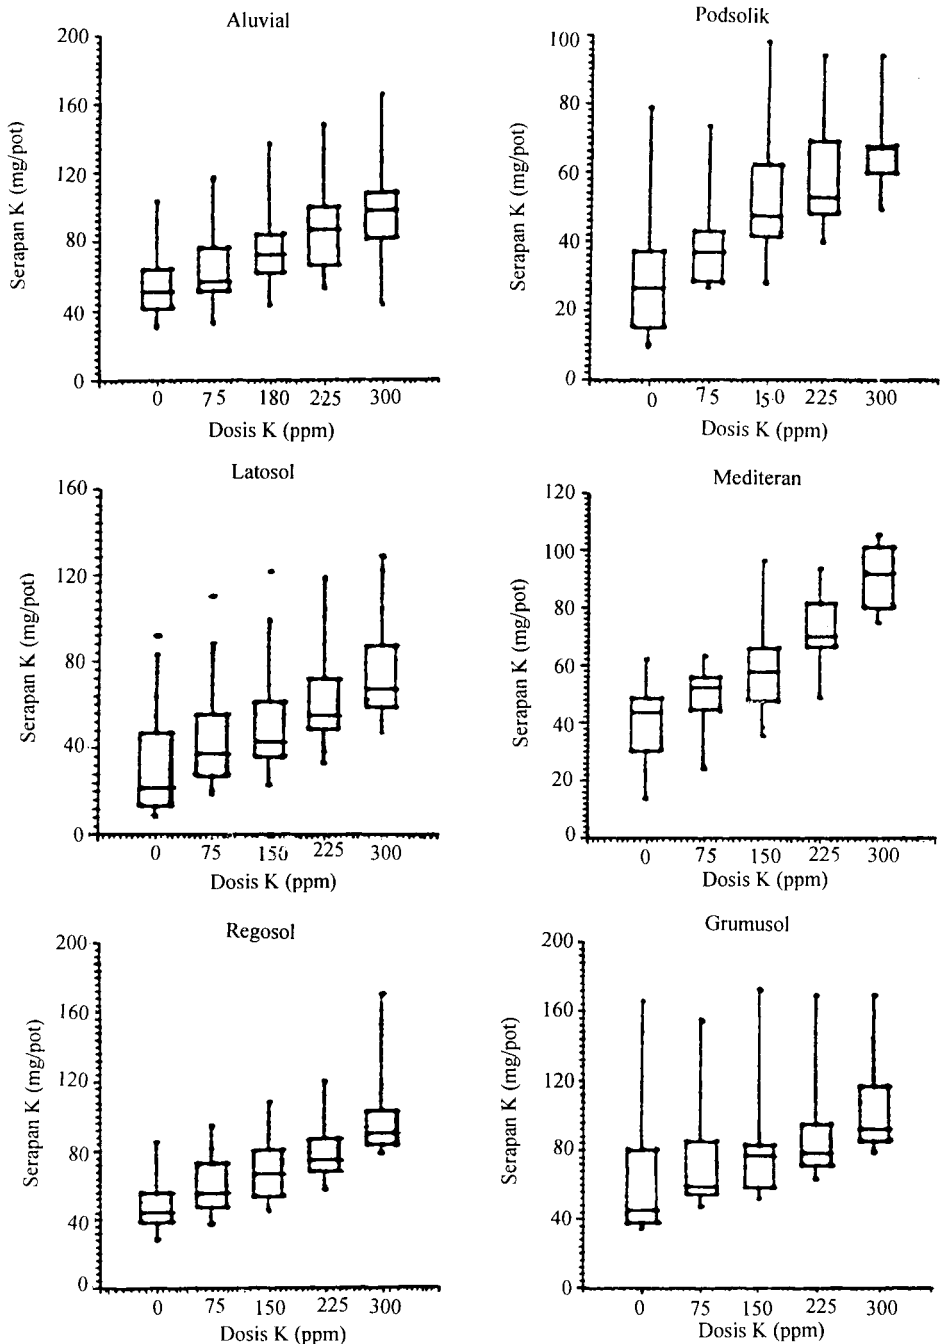 Aluvial
Serapan K (mg/pot)
200
160
120
80
40
0
0 75 180 225 300
Dosis K (ppm)
Podsolik
Serapan K (mg/pot)
100
80
60
40
20
0
0 75 150 225 300
Dosis K (ppm)
Latosol
Serapan K (mg/pot)
160
120
80
40
0
0 75 150 225 300
Dosis K (ppm)
Mediteran
Serapan K (mg/pot)
120
100
80
60
40
20
0
0 75 150 225 300
Dosis K (ppm)
Regosol
Serapan K (mg/pot)
200
160
120
80
40
0
0 75 150 225 300
Dosis K (ppm)
Grumusol
Serapan K (mg/pot)
200
160
120
80
40
0
0 75 150 225 300
Dosis K (ppm)